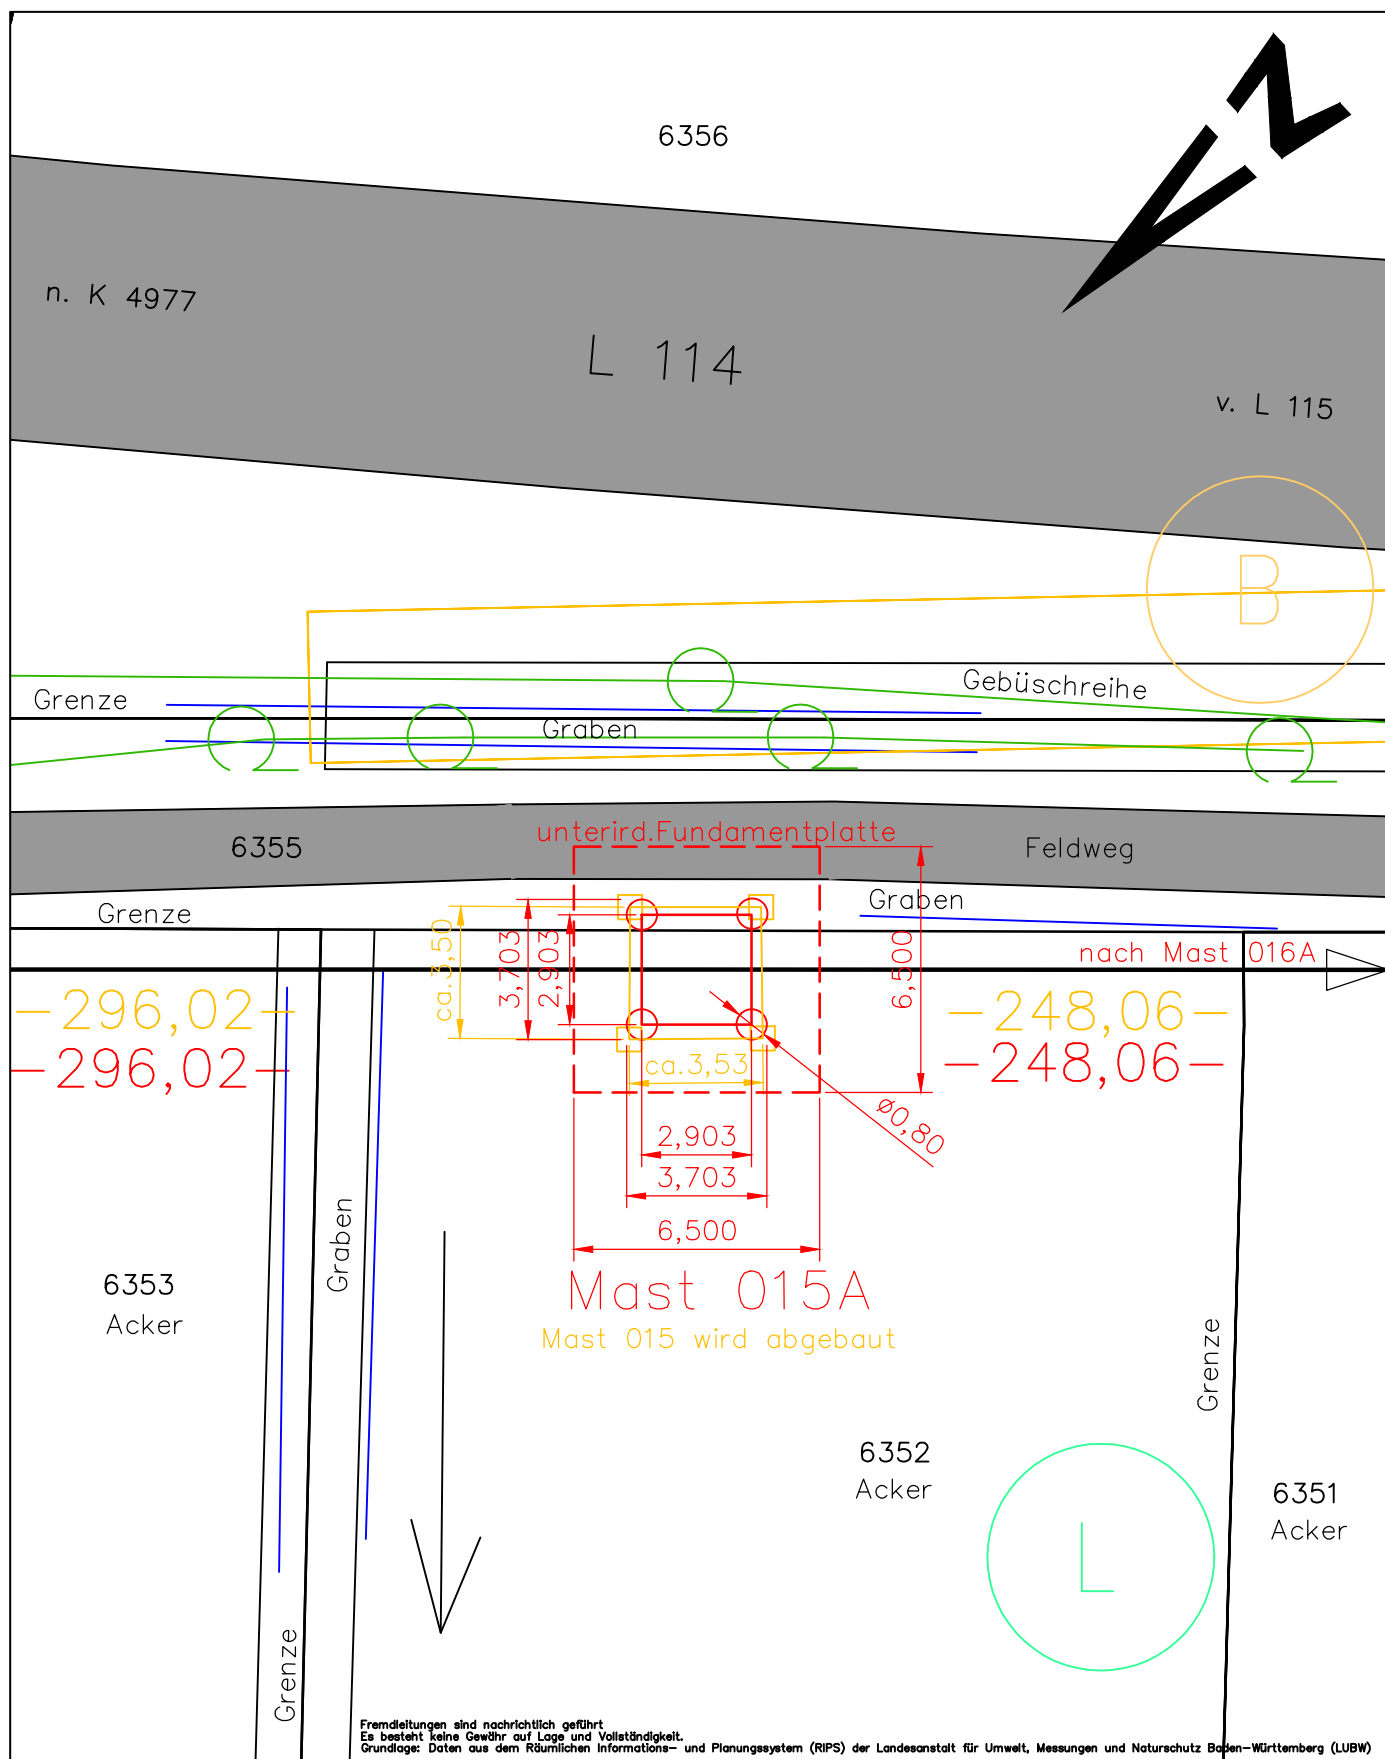 6356
n. K 4977
L 114
v. L 115
B
Gebüschreihe
Grenze
Graben
unterird.Fundamentplatte
6355
Feldweg
Graben
Grenze
ca.3,50
3,703
2,903
6,500
nach Mast 016A
-296,02-
-248,06-
-296,02-
-248,06-
ca.3,53
ø0,80
2,903
3,703
6,500
Graben
6353
Acker
Mast 015A
Mast 015 wird abgebaut
Grenze
6352
Acker
6351
Acker
L
Grenze
Fremdleitungen sind nachrichtlich geführt
Es besteht keine Gewähr auf Lage und Vollständigkeit.
Grundlage: Daten aus dem Räumlichen Informations- und Planungssystem (RIPS) der Landesanstalt für Umwelt, Messungen und Naturschutz Baden-Württemberg (LUBW)
N